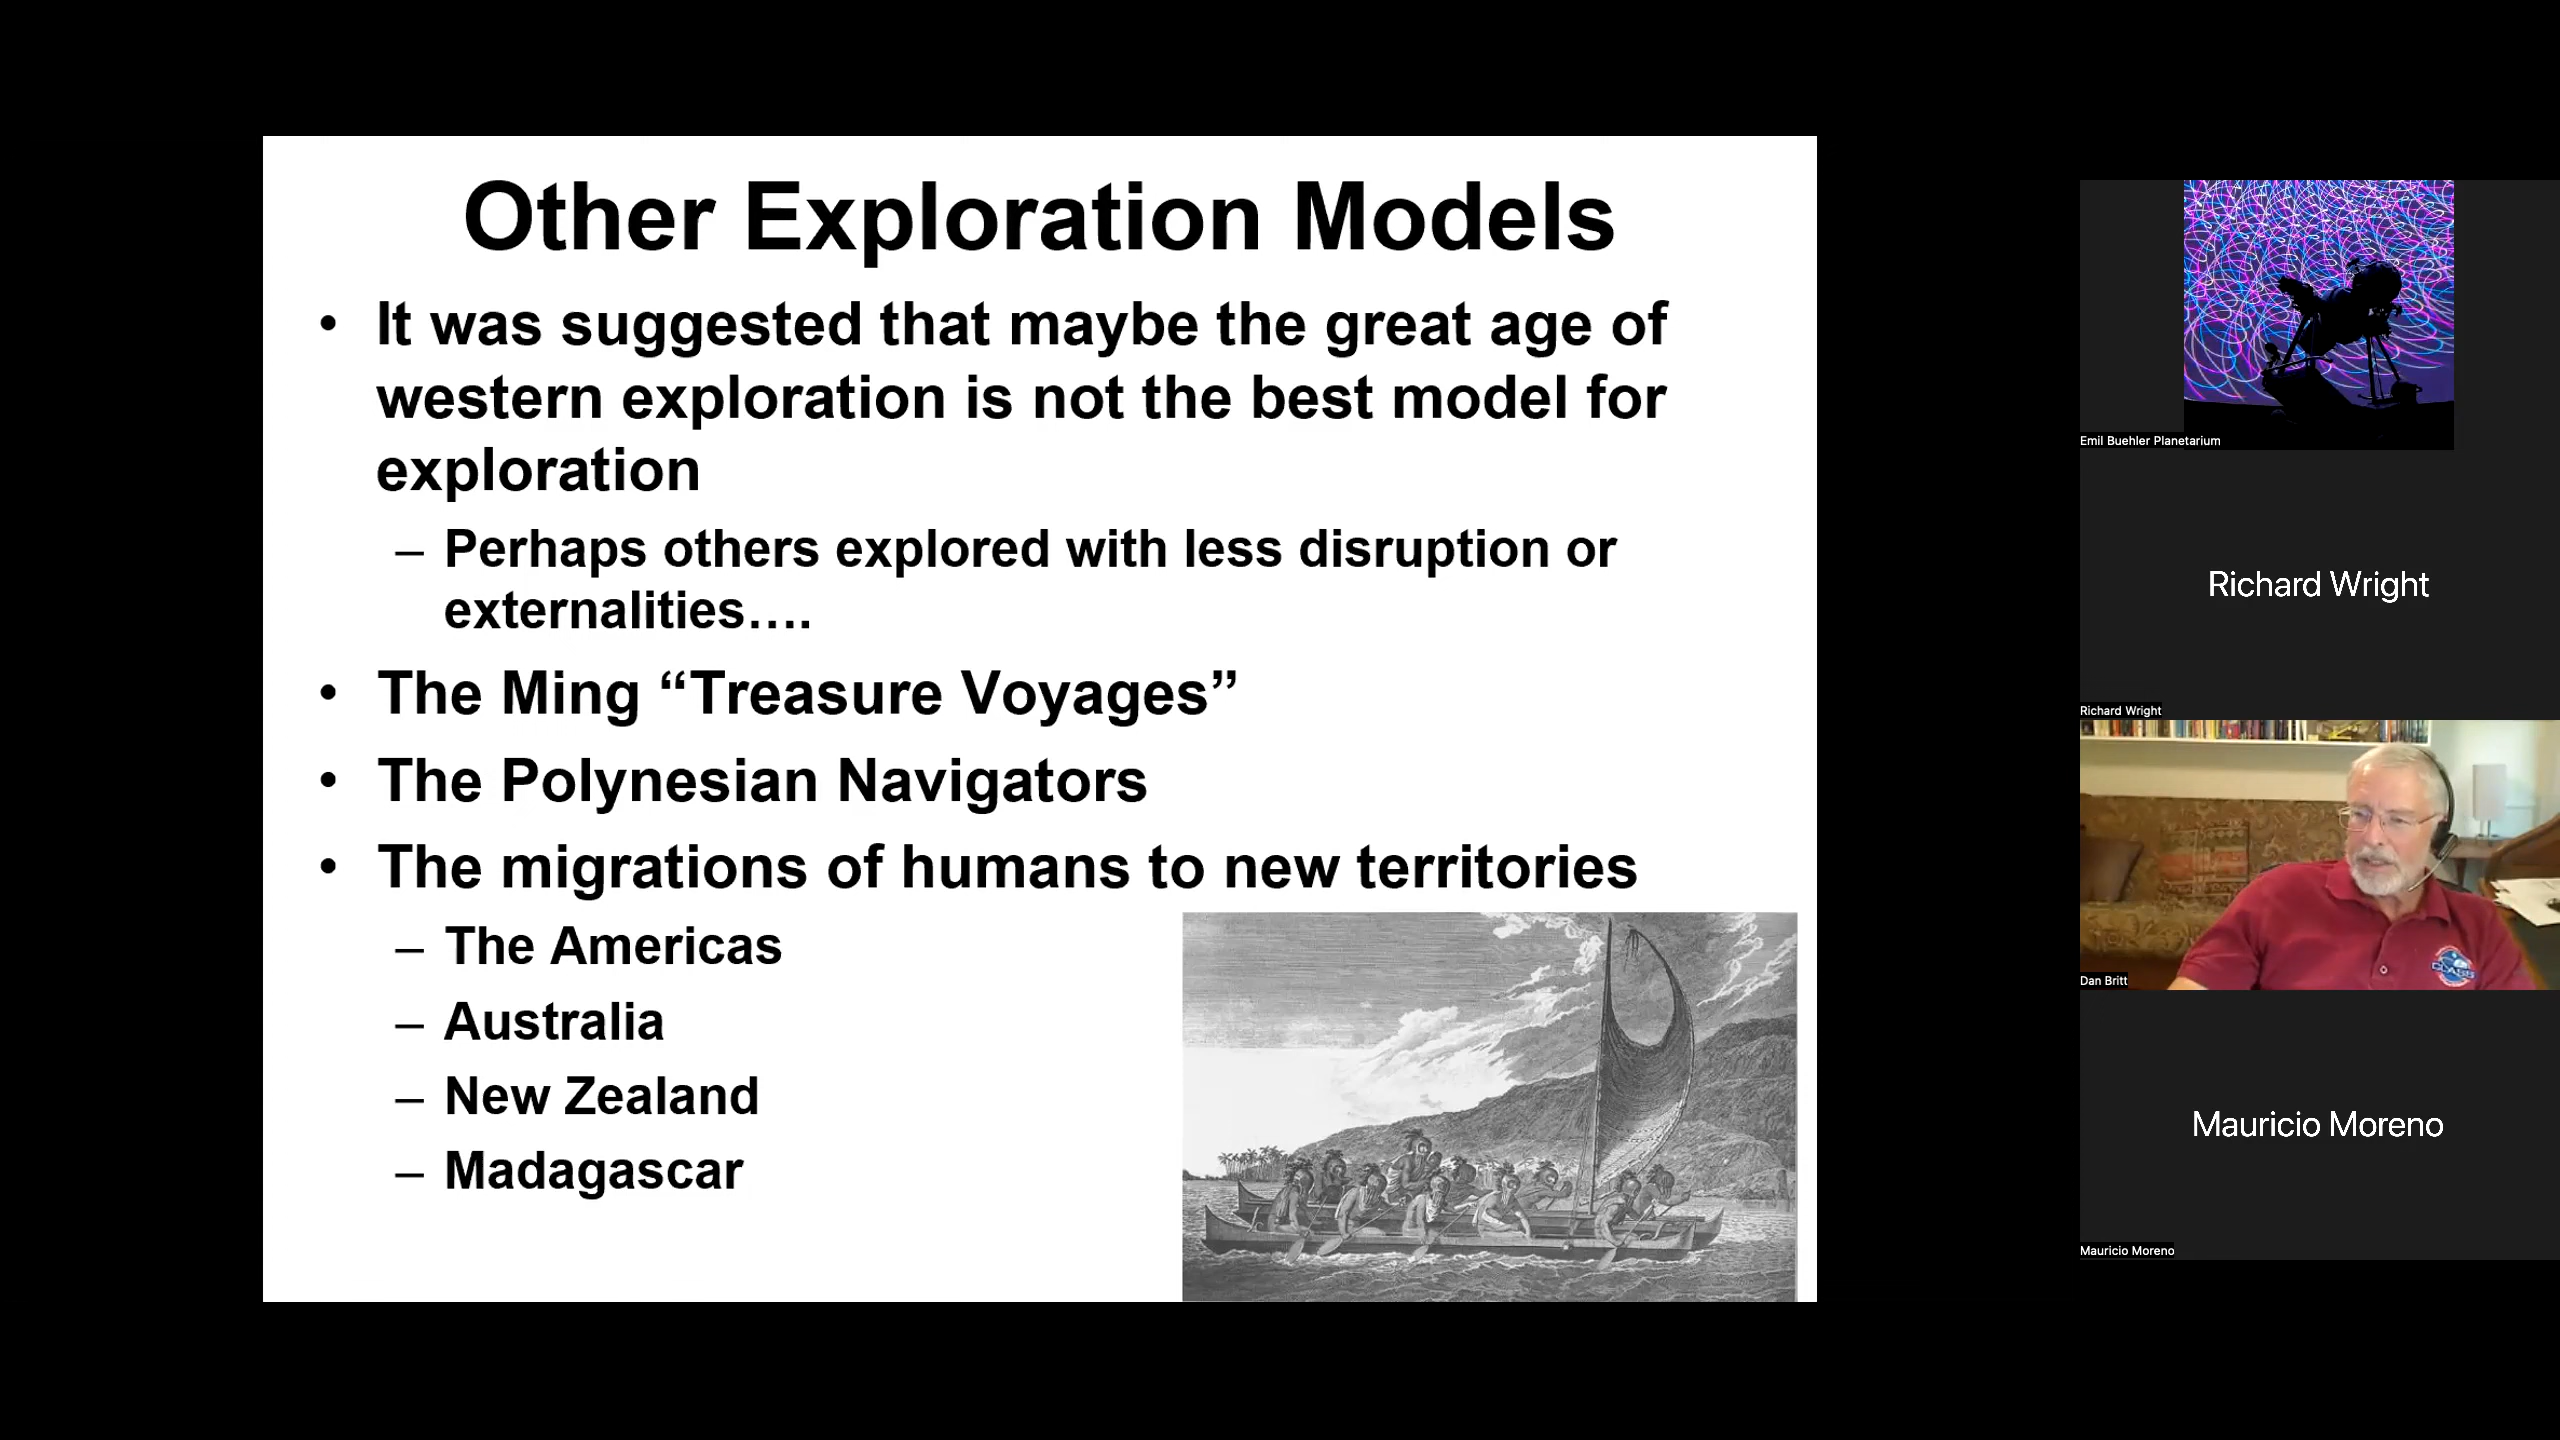 Other Exploration Models
• It was suggested that maybe the great age of
western exploration is not the best model for
exploration
– Perhaps others explored with less disruption or
externalities….
• The Ming “Treasure Voyages”
• The Polynesian Navigators
• The migrations of humans to new territories
– The Americas
– Australia
– New Zealand
– Madagascar
Emil Buehler Planetarium
Richard Wright
Richard Wright
CLASS
Dan Britt
Mauricio Moreno
Mauricio Moreno